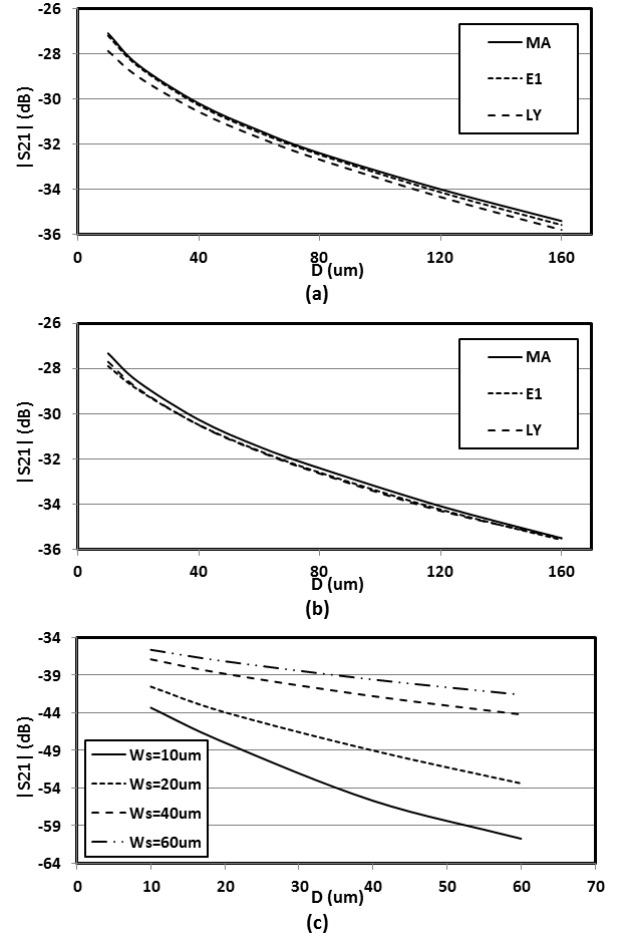 -26
-28
-30
-32
-34
-36
|S21| (dB)
MA
E1
LY
0
40
80
120
160
D (um)
(a)
-26
-28
-30
-32
-34
-36
|S21| (dB)
MA
E1
LY
0
40
80
120
160
D (um)
(b)
-34
-39
-44
-49
-54
-59
-64
|S21| (dB)
Ws=10um
Ws=20um
Ws=40um
Ws=60um
0
10
20
30
40
50
60
70
D (um)
(c)